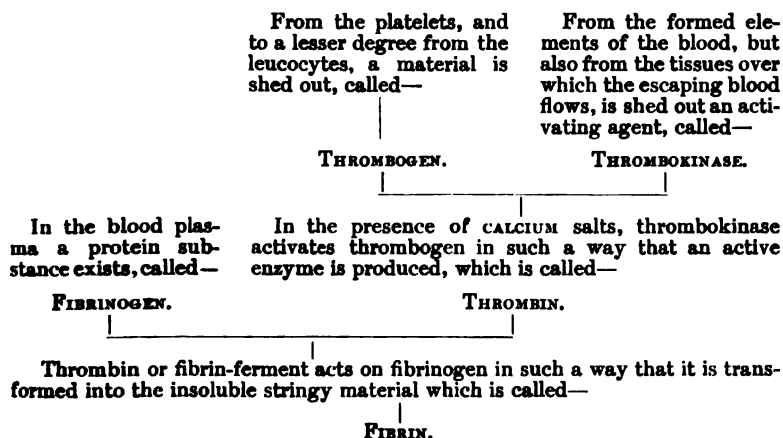 From the platelets, and
to a lesser degree from the
leucocytes, a material is
shed out, called—
From the formed ele-
ments of the blood, but
also from the tissues over
which the escaping blood
flows, is shed out an acti-
vating agent, called—
THROMBOGEN.
THROMBOKINASE.
In the blood plas-
ma a protein sub-
stance exists, called—
In the presence of CALCIUM salts, thrombokinase
activates thrombogen in such a way that an active
enzyme is produced, which is called—
FIBRINOGEN.
THROMBIN.
Thrombin or fibrin-ferment acts on fibrinogen in such a way that it is trans-
formed into the insoluble stringy material which is called—
FIBRIN.